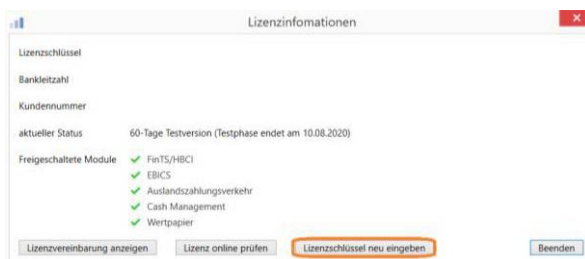 Lizenzinfomationen
Lizenzschlüssel
Bankleitzahl
Kundennummer
aktueller Status 60-Tage Testversion (Testphase endet am 10.08.2020)
Freigeschaltete Module FinTS/HBCI
EBICS
Auslandszahlungsverkehr
Cash Management
Wertpapier
Lizenzvereinbarung anzeigen Lizenz online prüfen Lizenzschlüssel neu eingeben Beenden